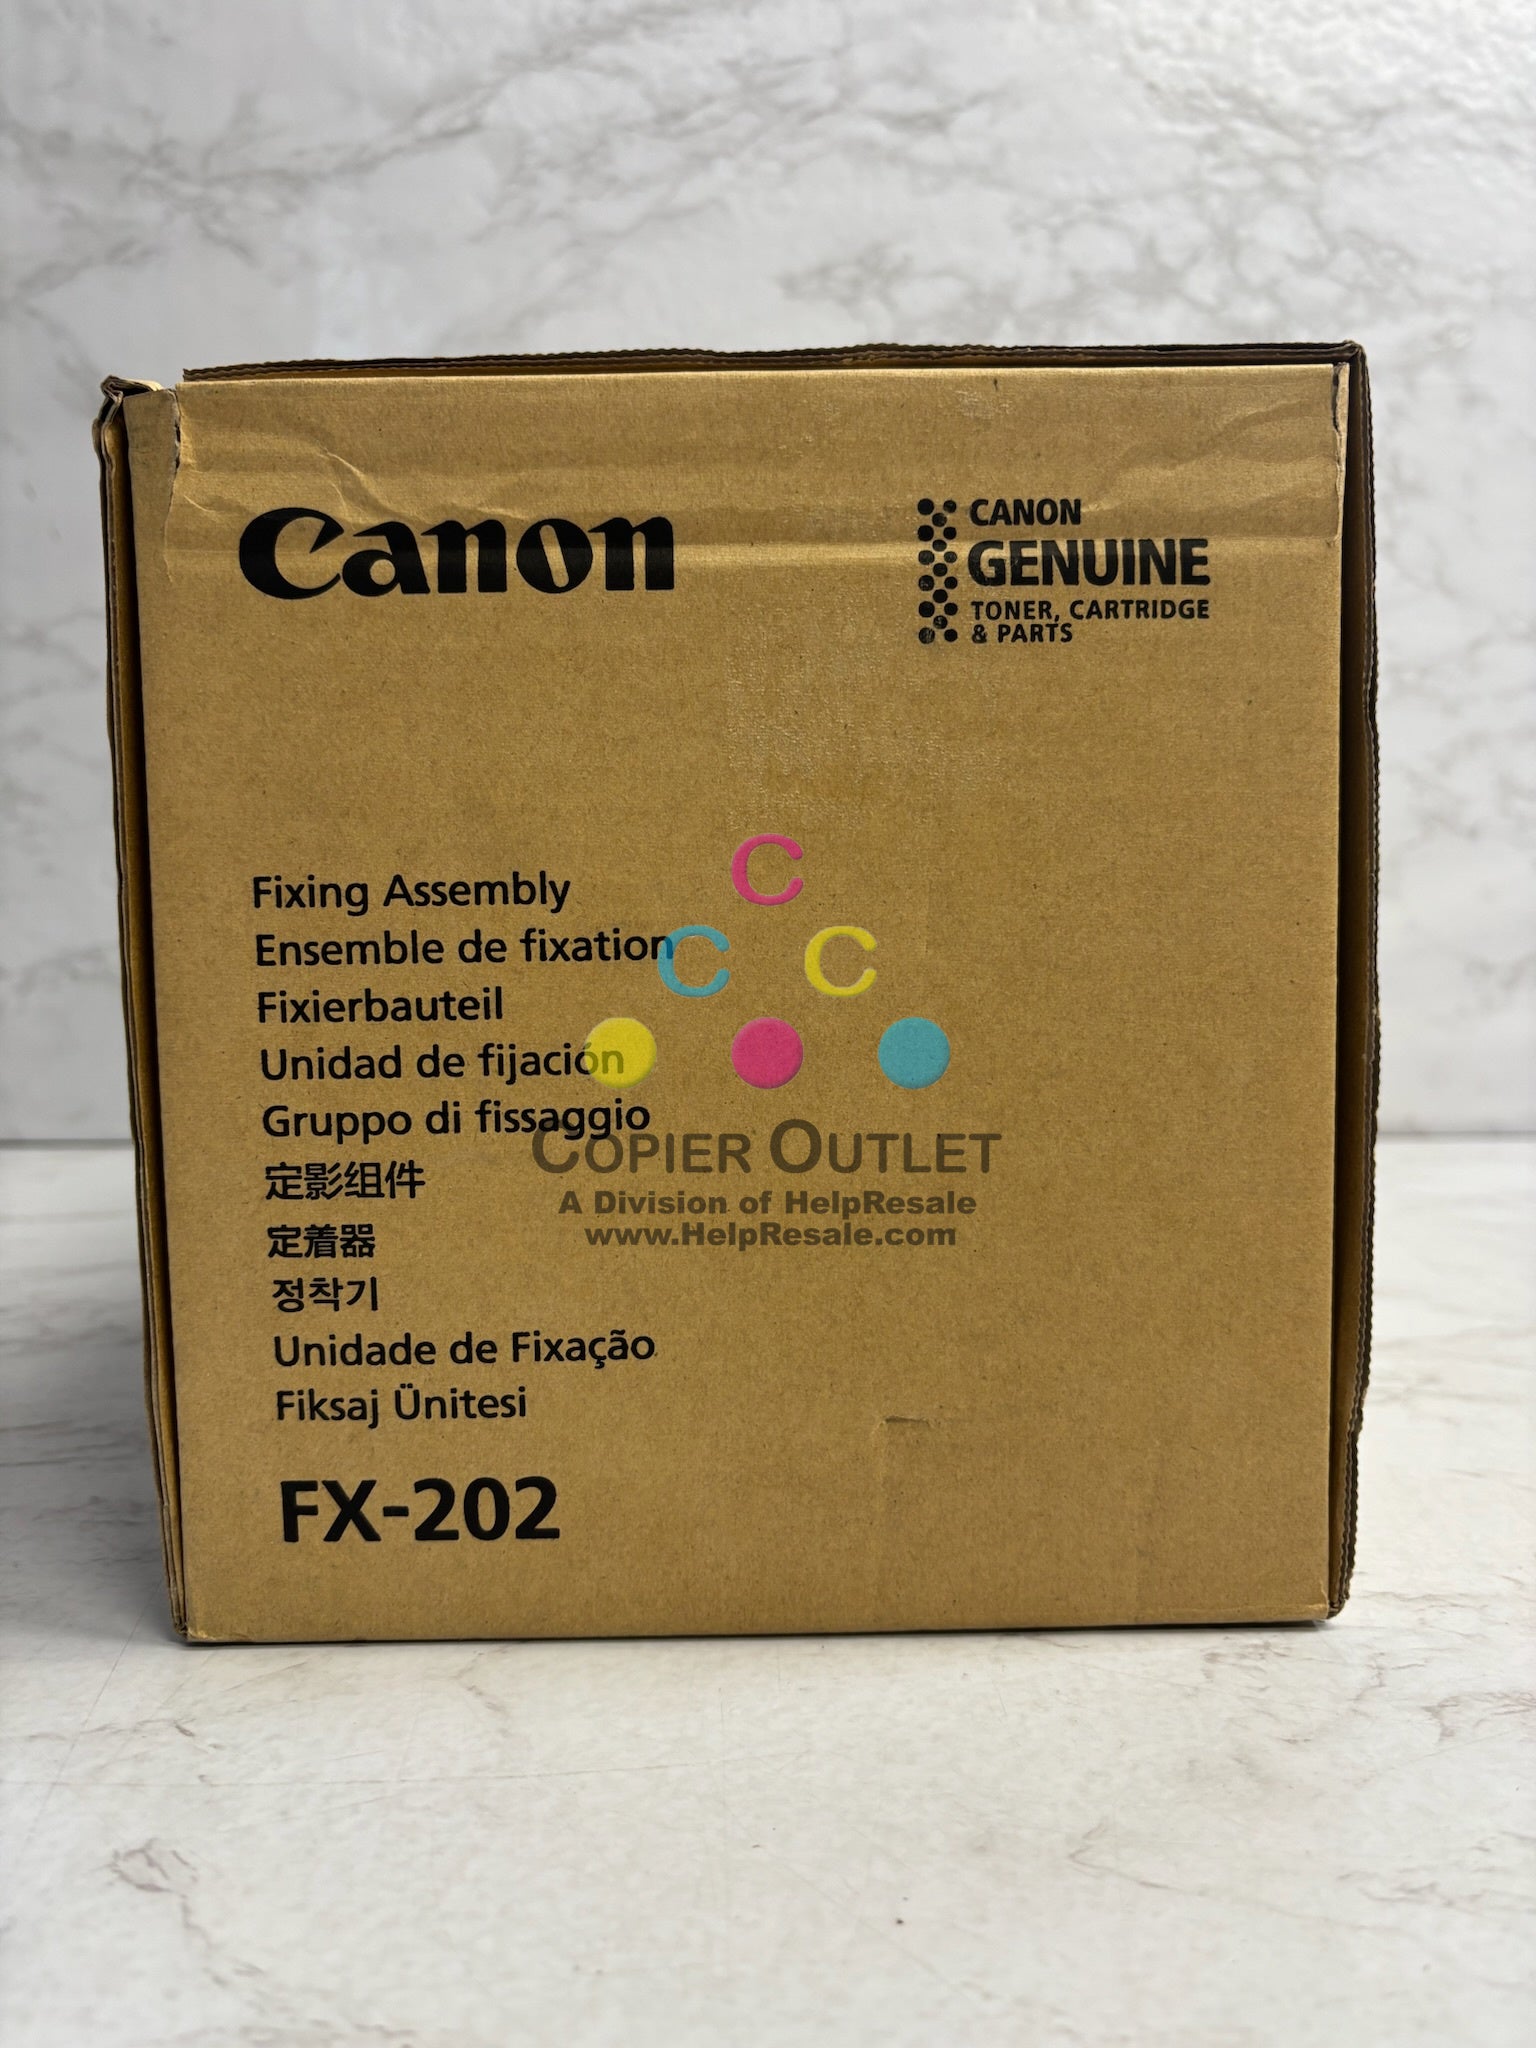 Canon
CANON
GENUINE
TONER, CARTRIDGE
& PARTS
Fixing Assembly
Ensemble de fixation
Fixierbauteil
Unidad de fijación
Gruppo di fissaggio
定影组件
定着器
정착기
Unidade de Fixação
Fiksaj Ünitesi
FX-202
C
C C
COPIER OUTLET
A Division of HelpResale
www.HelpResale.com